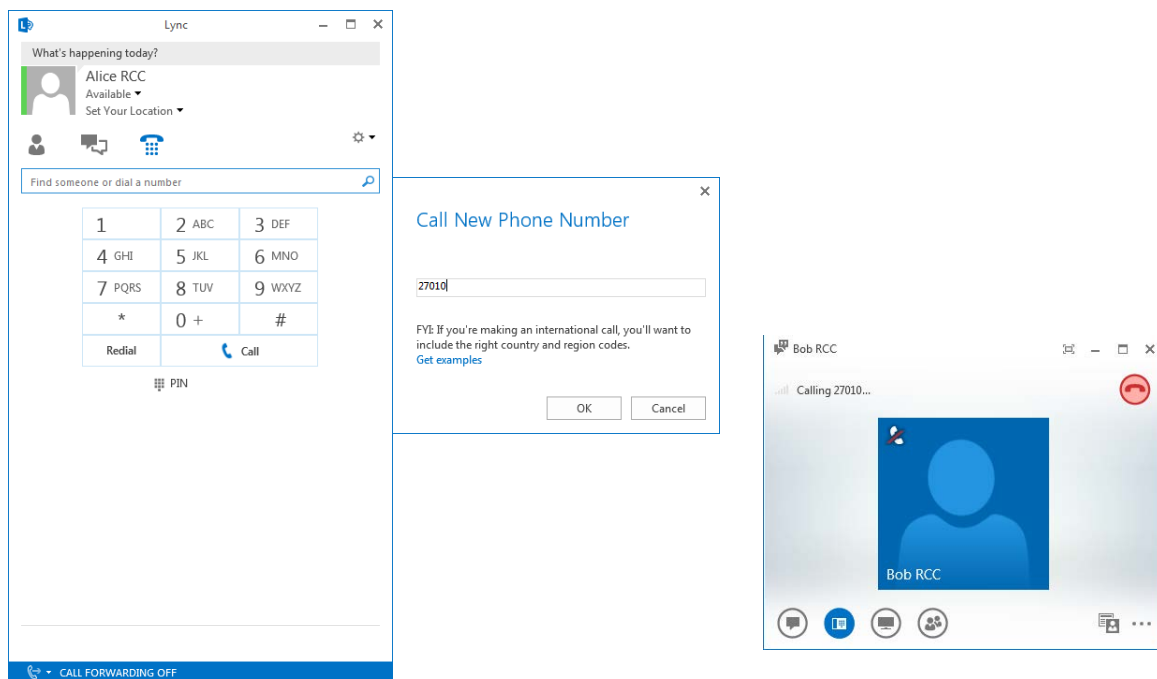 Lync
What's happening today?
Alice RCC
Available
Set Your Location
Find someone or dial a number
1 2 ABC 3 DEF
4 GHI 5 JKL 6 MNO
7 PQRS 8 TUV 9 WXYZ
* 0 + #
Redial Call
PIN
CALL FORWARDING OFF
Call New Phone Number
27010
FYI: If you're making an international call, you'll want to
include the right country and region codes.
Get examples
OK Cancel
Bob RCC
Calling 27010...
Bob RCC